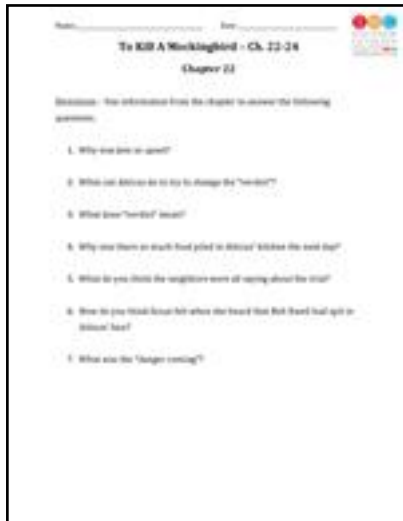 Name Date
To Kill A Mockingbird – Ch. 22-24
Chapter 22
Directions – Use information from the chapter to answer the following
questions.
1. Why was Jem so upset?
2. What can Atticus do to try to change the "verdict"?
3. What does "verdict" mean?
4. Why was there so much food piled in Atticus' kitchen the next day?
5. What do you think the neighbors were all saying about the trial?
6. How do you think Scout felt when she heard that Bob Ewell had spit in
Atticus' face?
7. What was the "danger coming"?